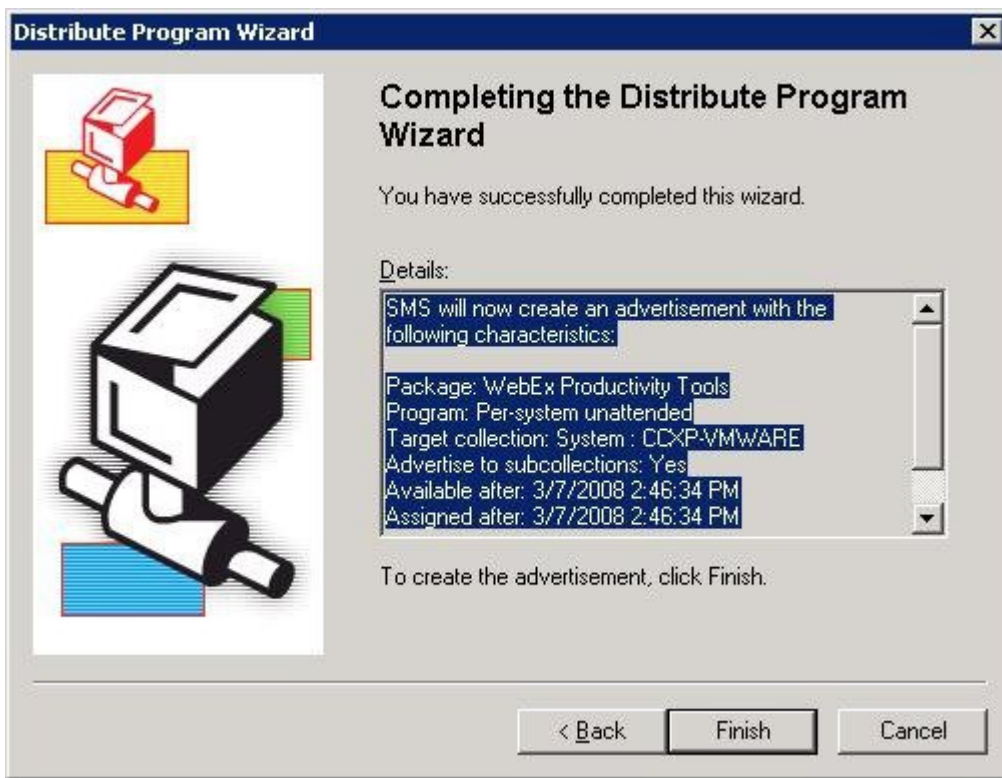 Distribute Program Wizard
Completing the Distribute Program
Wizard
You have successfully completed this wizard.
Details:
SMS will now create an advertisement with the
following characteristics:
Package: WebEx Productivity Tools
Program: Per-system unattended
Target collection: System : CCXP-VMWARE
Advertise to subcollections: Yes
Available after: 3/7/2008 2:46:34 PM
Assigned after: 3/7/2008 2:46:34 PM
To create the advertisement, click Finish.
< Back
Finish
Cancel